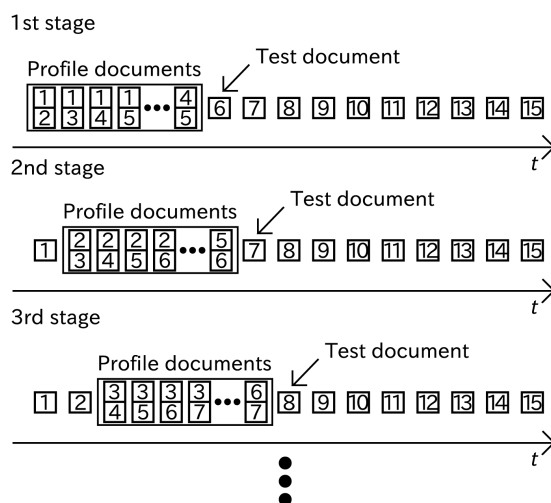 1st stage
Profile documents
Test document
1 1 1 1 ••• 4 6 7 8 9 10 11 12 13 14 15
2 3 4 5 5
t
2nd stage
Profile documents
Test document
1 2 2 2 2 ••• 5 7 8 9 10 11 12 13 14 15
3 4 5 6 6
t
3rd stage
Profile documents
Test document
1 2 3 3 3 3 ••• 6 8 9 10 11 12 13 14 15
4 5 6 7 7
t